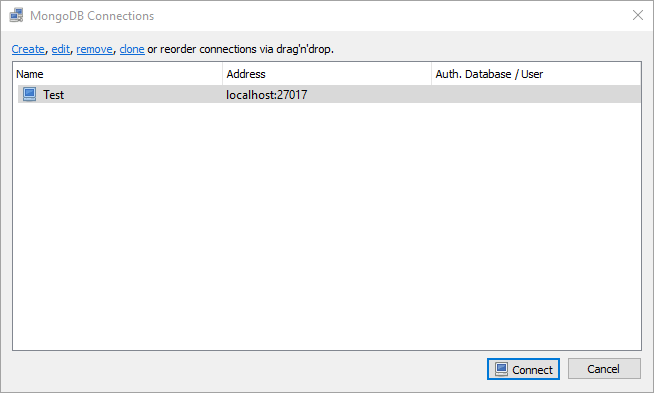 MongoDB Connections
Create, edit, remove, clone or reorder connections via drag'n'drop.
Name Address Auth. Database / User
Test localhost:27017
Connect Cancel